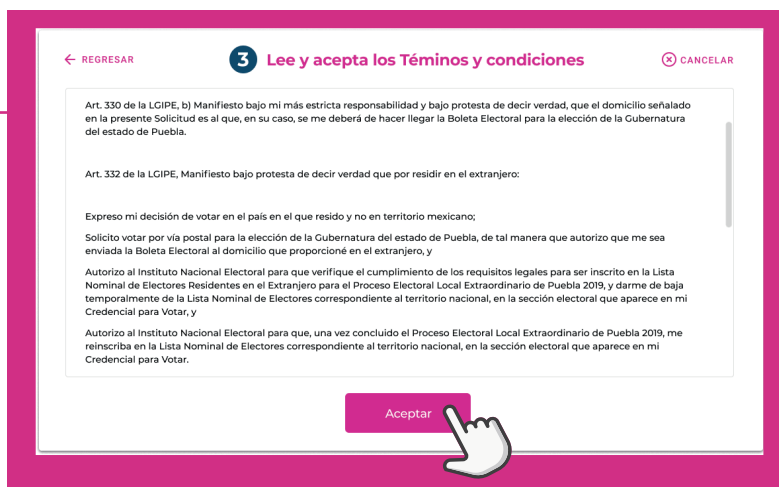 ← REGRESAR
3 Lee y acepta los Téminos y condiciones
CANCELAR
Art. 330 de la LGIPE, b) Manifiesto bajo mi más estricta responsabilidad y bajo protesta de decir verdad, que el domicilio señalado
en la presente Solicitud es al que, en su caso, se me deberá de hacer llegar la Boleta Electoral para la elección de la Gubernatura
del estado de Puebla.
Art. 332 de la LGIPE, Manifiesto bajo protesta de decir verdad que por residir en el extranjero:
Expreso mi decisión de votar en el país en el que resido y no en territorio mexicano;
Solicito votar por vía postal para la elección de la Gubernatura del estado de Puebla, de tal manera que autorizo que me sea
enviada la Boleta Electoral al domicilio que proporcioné en el extranjero, y
Autorizo al Instituto Nacional Electoral para que verifique el cumplimiento de los requisitos legales para ser inscrito en la Lista
Nominal de Electores Residentes en el Extranjero para el Proceso Electoral Local Extraordinario de Puebla 2019, y darme de baja
temporalmente de la Lista Nominal de Electores correspondiente al territorio nacional, en la sección electoral que aparece en mi
Credencial para Votar, y
Autorizo al Instituto Nacional Electoral para que, una vez concluido el Proceso Electoral Local Extraordinario de Puebla 2019, me
reinscriba en la Lista Nominal de Electores correspondiente al territorio nacional, en la sección electoral que aparece en mi
Credencial para Votar.
Aceptar